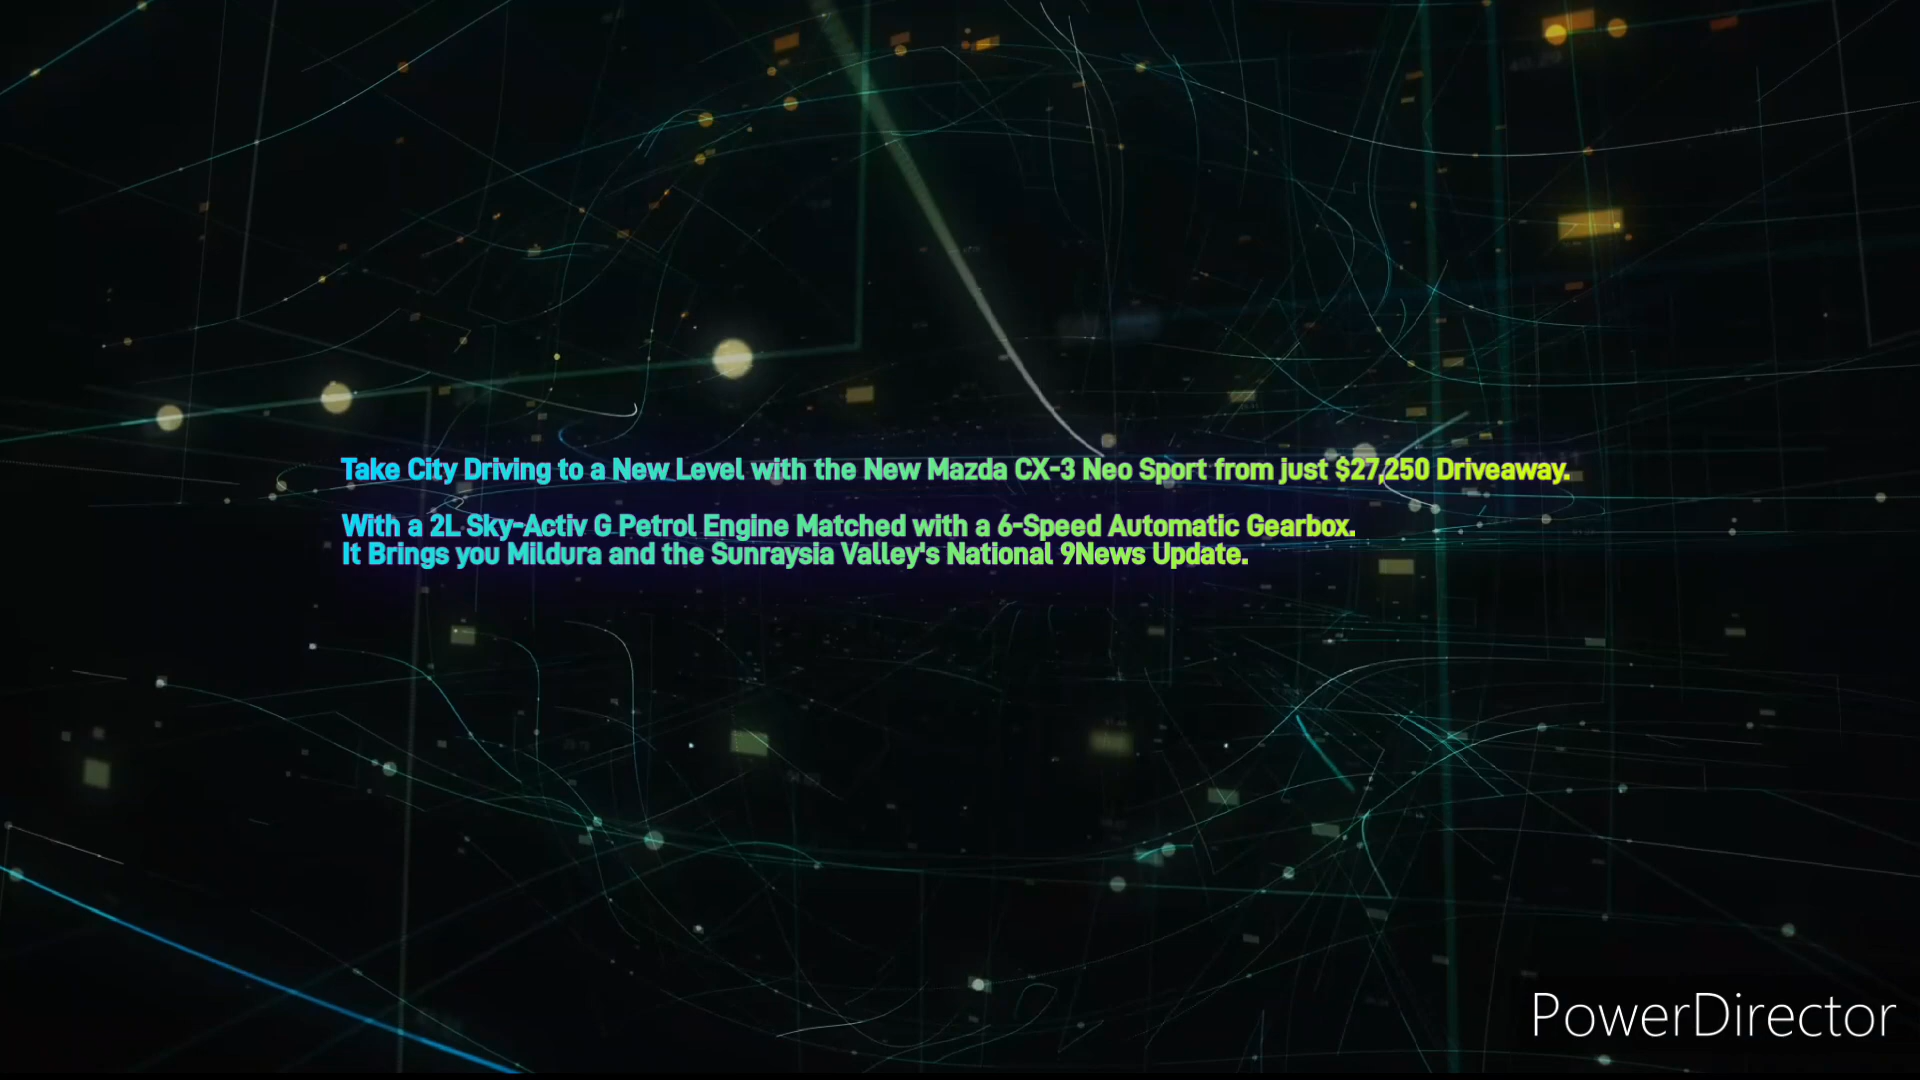 Take City Driving to a New Level with the New Mazda CX-3 Neo Sport from just $27,250 Driveaway.
With a 2L Sky-Activ G Petrol Engine Matched with a 6-Speed Automatic Gearbox.
It Brings you Mildura and the Sunraysia Valley's National 9News Update.
PowerDirector